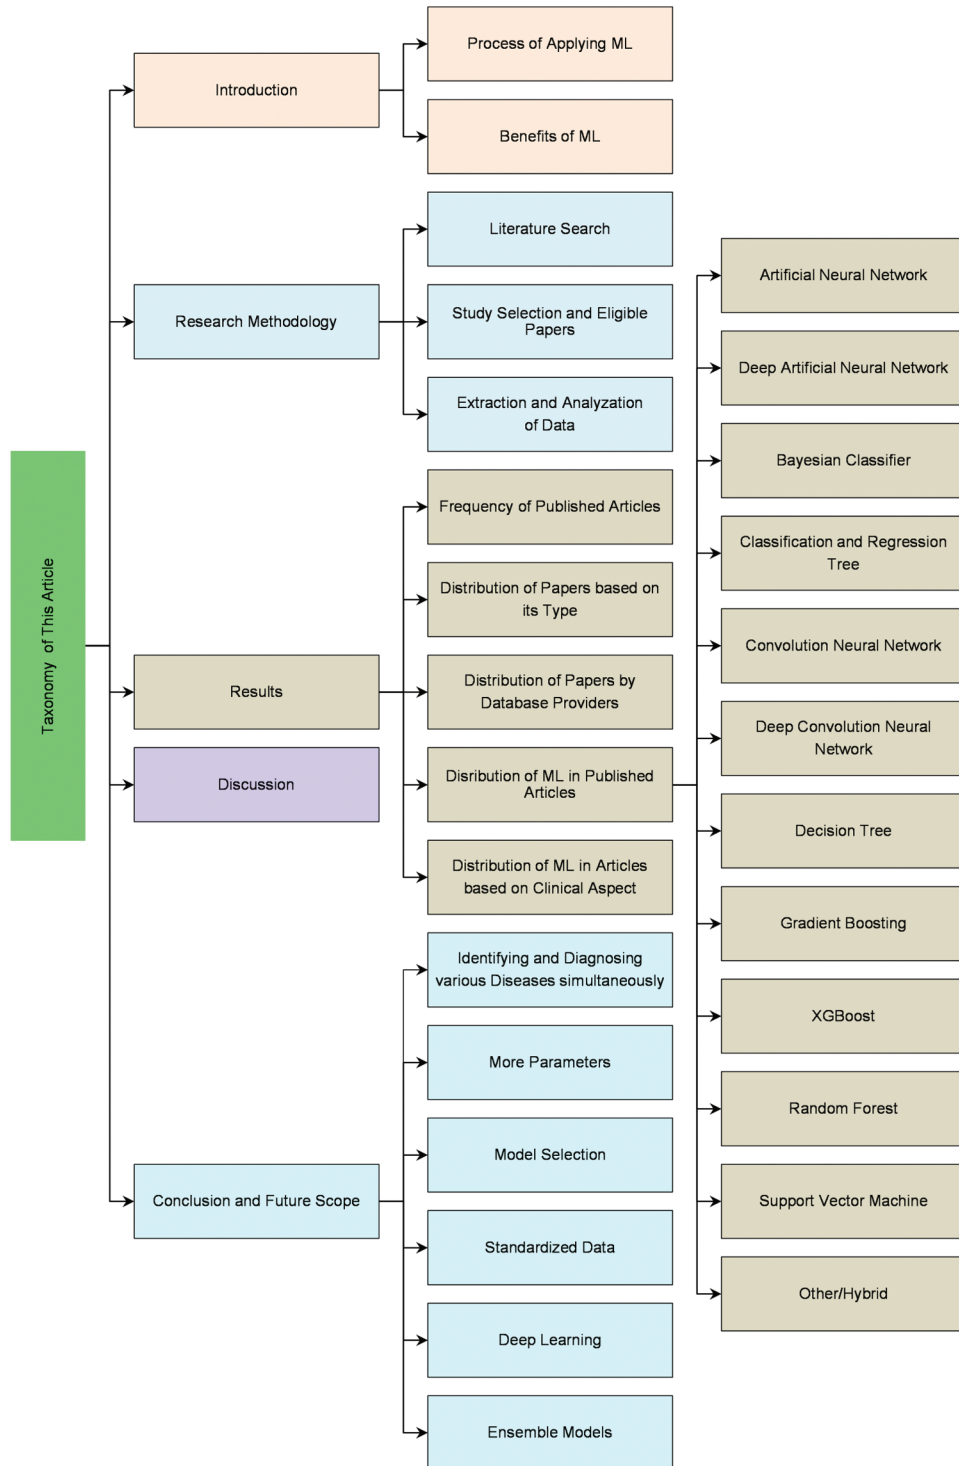 Taxonomy of This Article
Introduction
Process of Applying ML
Benefits of ML
Research Methodology
Literature Search
Study Selection and Eligible
Papers
Extraction and Analyzation
of Data
Results
Frequency of Published Articles
Distribution of Papers based on
its Type
Distribution of Papers by
Database Providers
Disribution of ML in Published
Articles
Distribution of ML in Articles
based on Clinical Aspect
Artificial Neural Network
Deep Artificial Neural Network
Bayesian Classifier
Classification and Regression
Tree
Convolution Neural Network
Deep Convolution Neural
Network
Decision Tree
Gradient Boosting
XGBoost
Random Forest
Support Vector Machine
Other/Hybrid
Discussion
Conclusion and Future Scope
Identifying and Diagnosing
various Diseases simultaneously
More Parameters
Model Selection
Standardized Data
Deep Learning
Ensemble Models